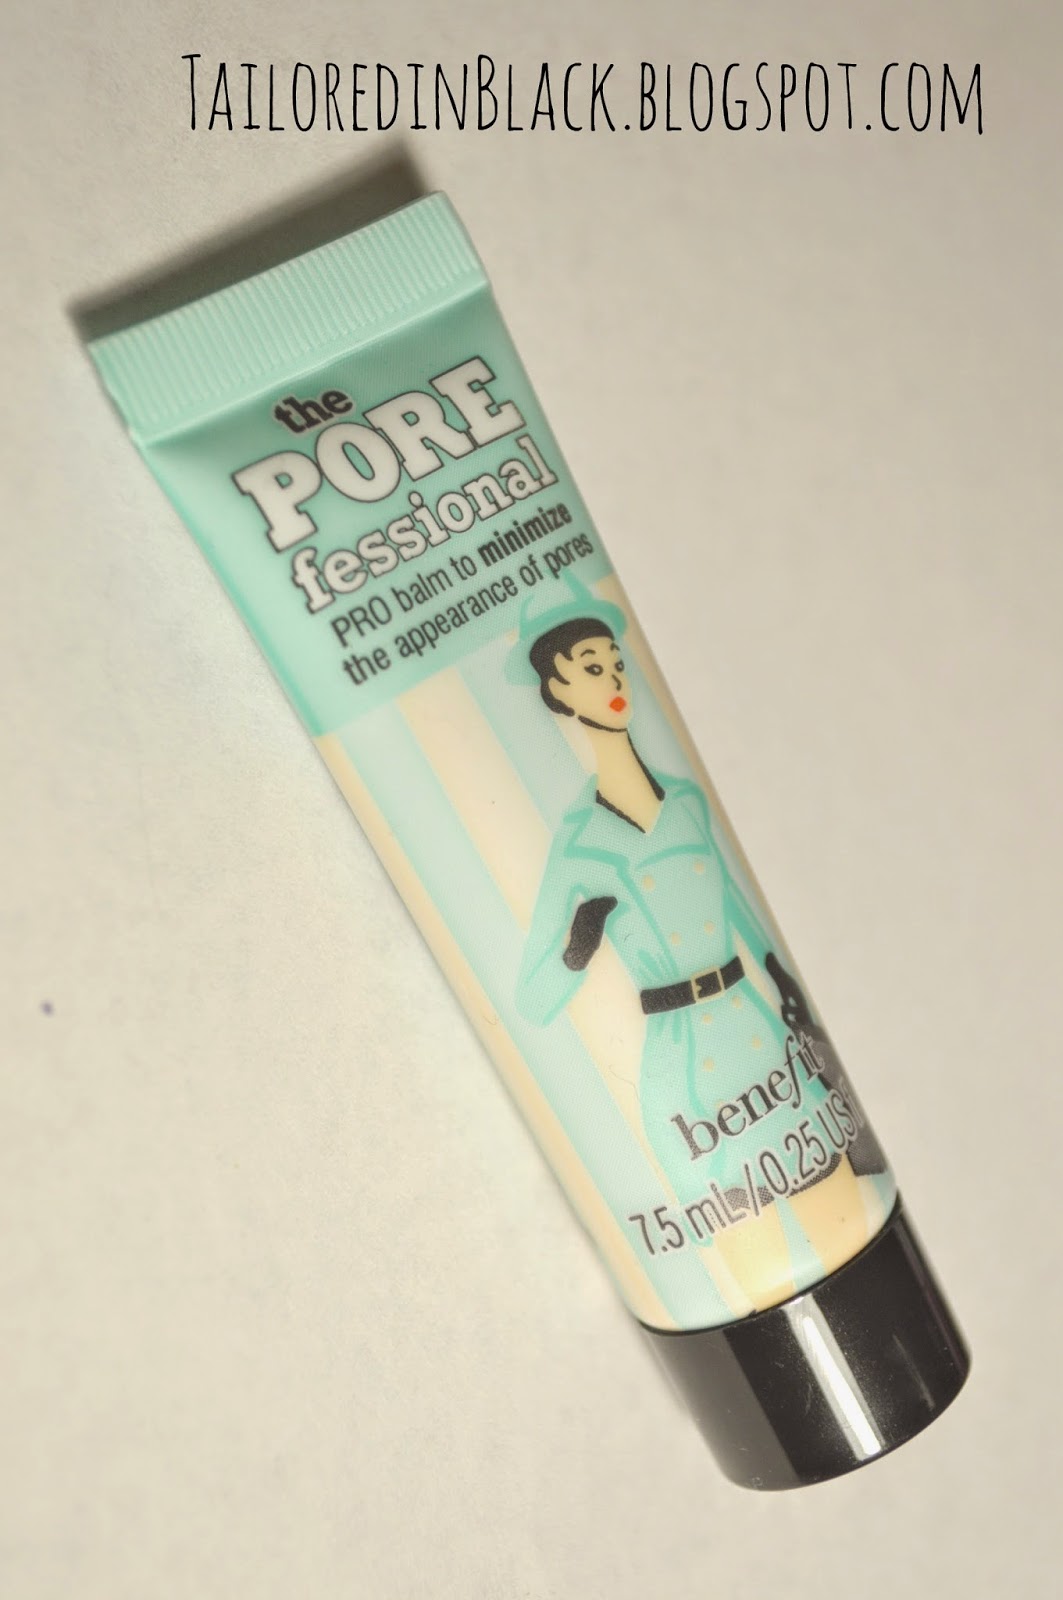 TAILOREDINBLACK.BLOGSPOT.COM
the
PORE
fessional
PRO balm to minimize
the appearance of pores
benefit
7.5 mL / 0.25 US